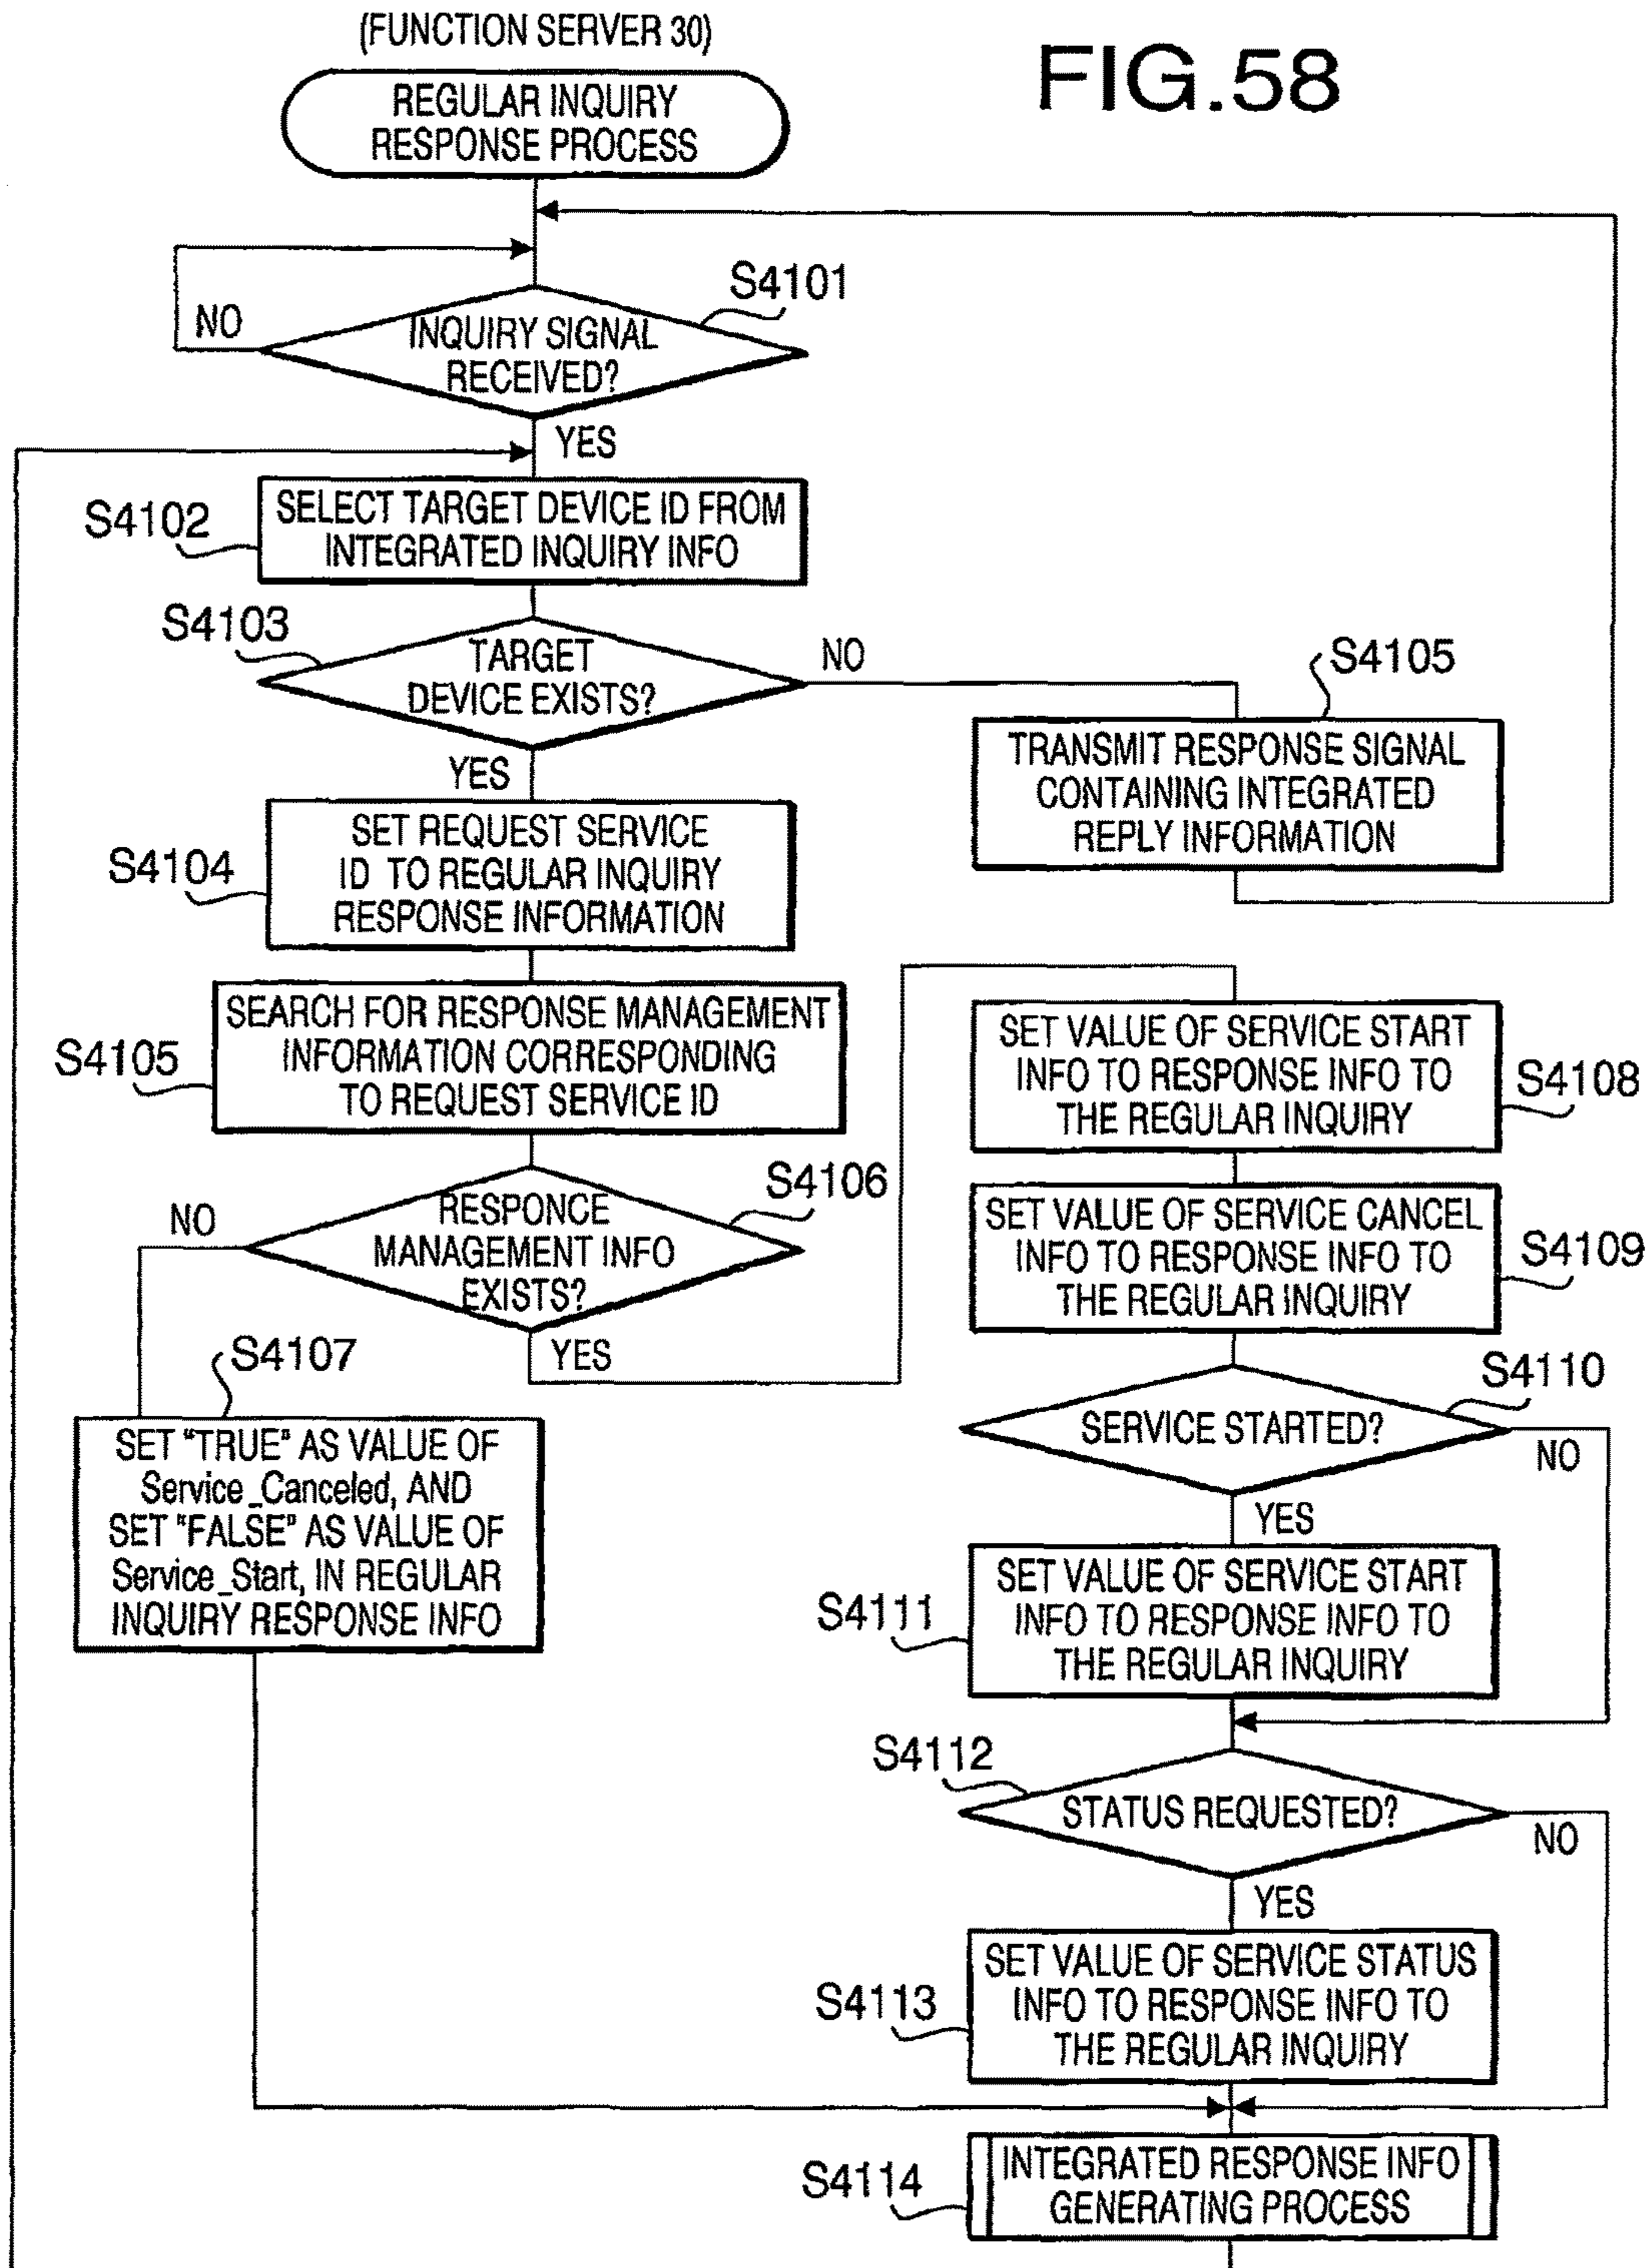 (FUNCTION SERVER 30)
FIG.58
REGULAR INQUIRY
RESPONSE PROCESS
S4101
NO
INQUIRY SIGNAL
RECEIVED?
YES
S4102
SELECT TARGET DEVICE ID FROM
INTEGRATED INQUIRY INFO
S4103
TARGET
DEVICE EXISTS?
NO
YES
S4105
TRANSMIT RESPONSE SIGNAL
CONTAINING INTEGRATED
REPLY INFORMATION
S4104
SET REQUEST SERVICE
ID TO REGULAR INQUIRY
RESPONSE INFORMATION
S4105
SEARCH FOR RESPONSE MANAGEMENT
INFORMATION CORRESPONDING
TO REQUEST SERVICE ID
S4106
NO
RESPONCE
MANAGEMENT INFO
EXISTS?
YES
S4107
SET "TRUE" AS VALUE OF
Service_Canceled, AND
SET "FALSE" AS VALUE OF
Service_Start, IN REGULAR
INQUIRY RESPONSE INFO
SET VALUE OF SERVICE START
INFO TO RESPONSE INFO TO
THE REGULAR INQUIRY
S4108
SET VALUE OF SERVICE CANCEL
INFO TO RESPONSE INFO TO
THE REGULAR INQUIRY
S4109
S4110
SERVICE STARTED?
NO
YES
S4111
SET VALUE OF SERVICE START
INFO TO RESPONSE INFO TO
THE REGULAR INQUIRY
S4112
STATUS REQUESTED?
NO
YES
S4113
SET VALUE OF SERVICE STATUS
INFO TO RESPONSE INFO TO
THE REGULAR INQUIRY
S4114
INTEGRATED RESPONSE INFO
GENERATING PROCESS